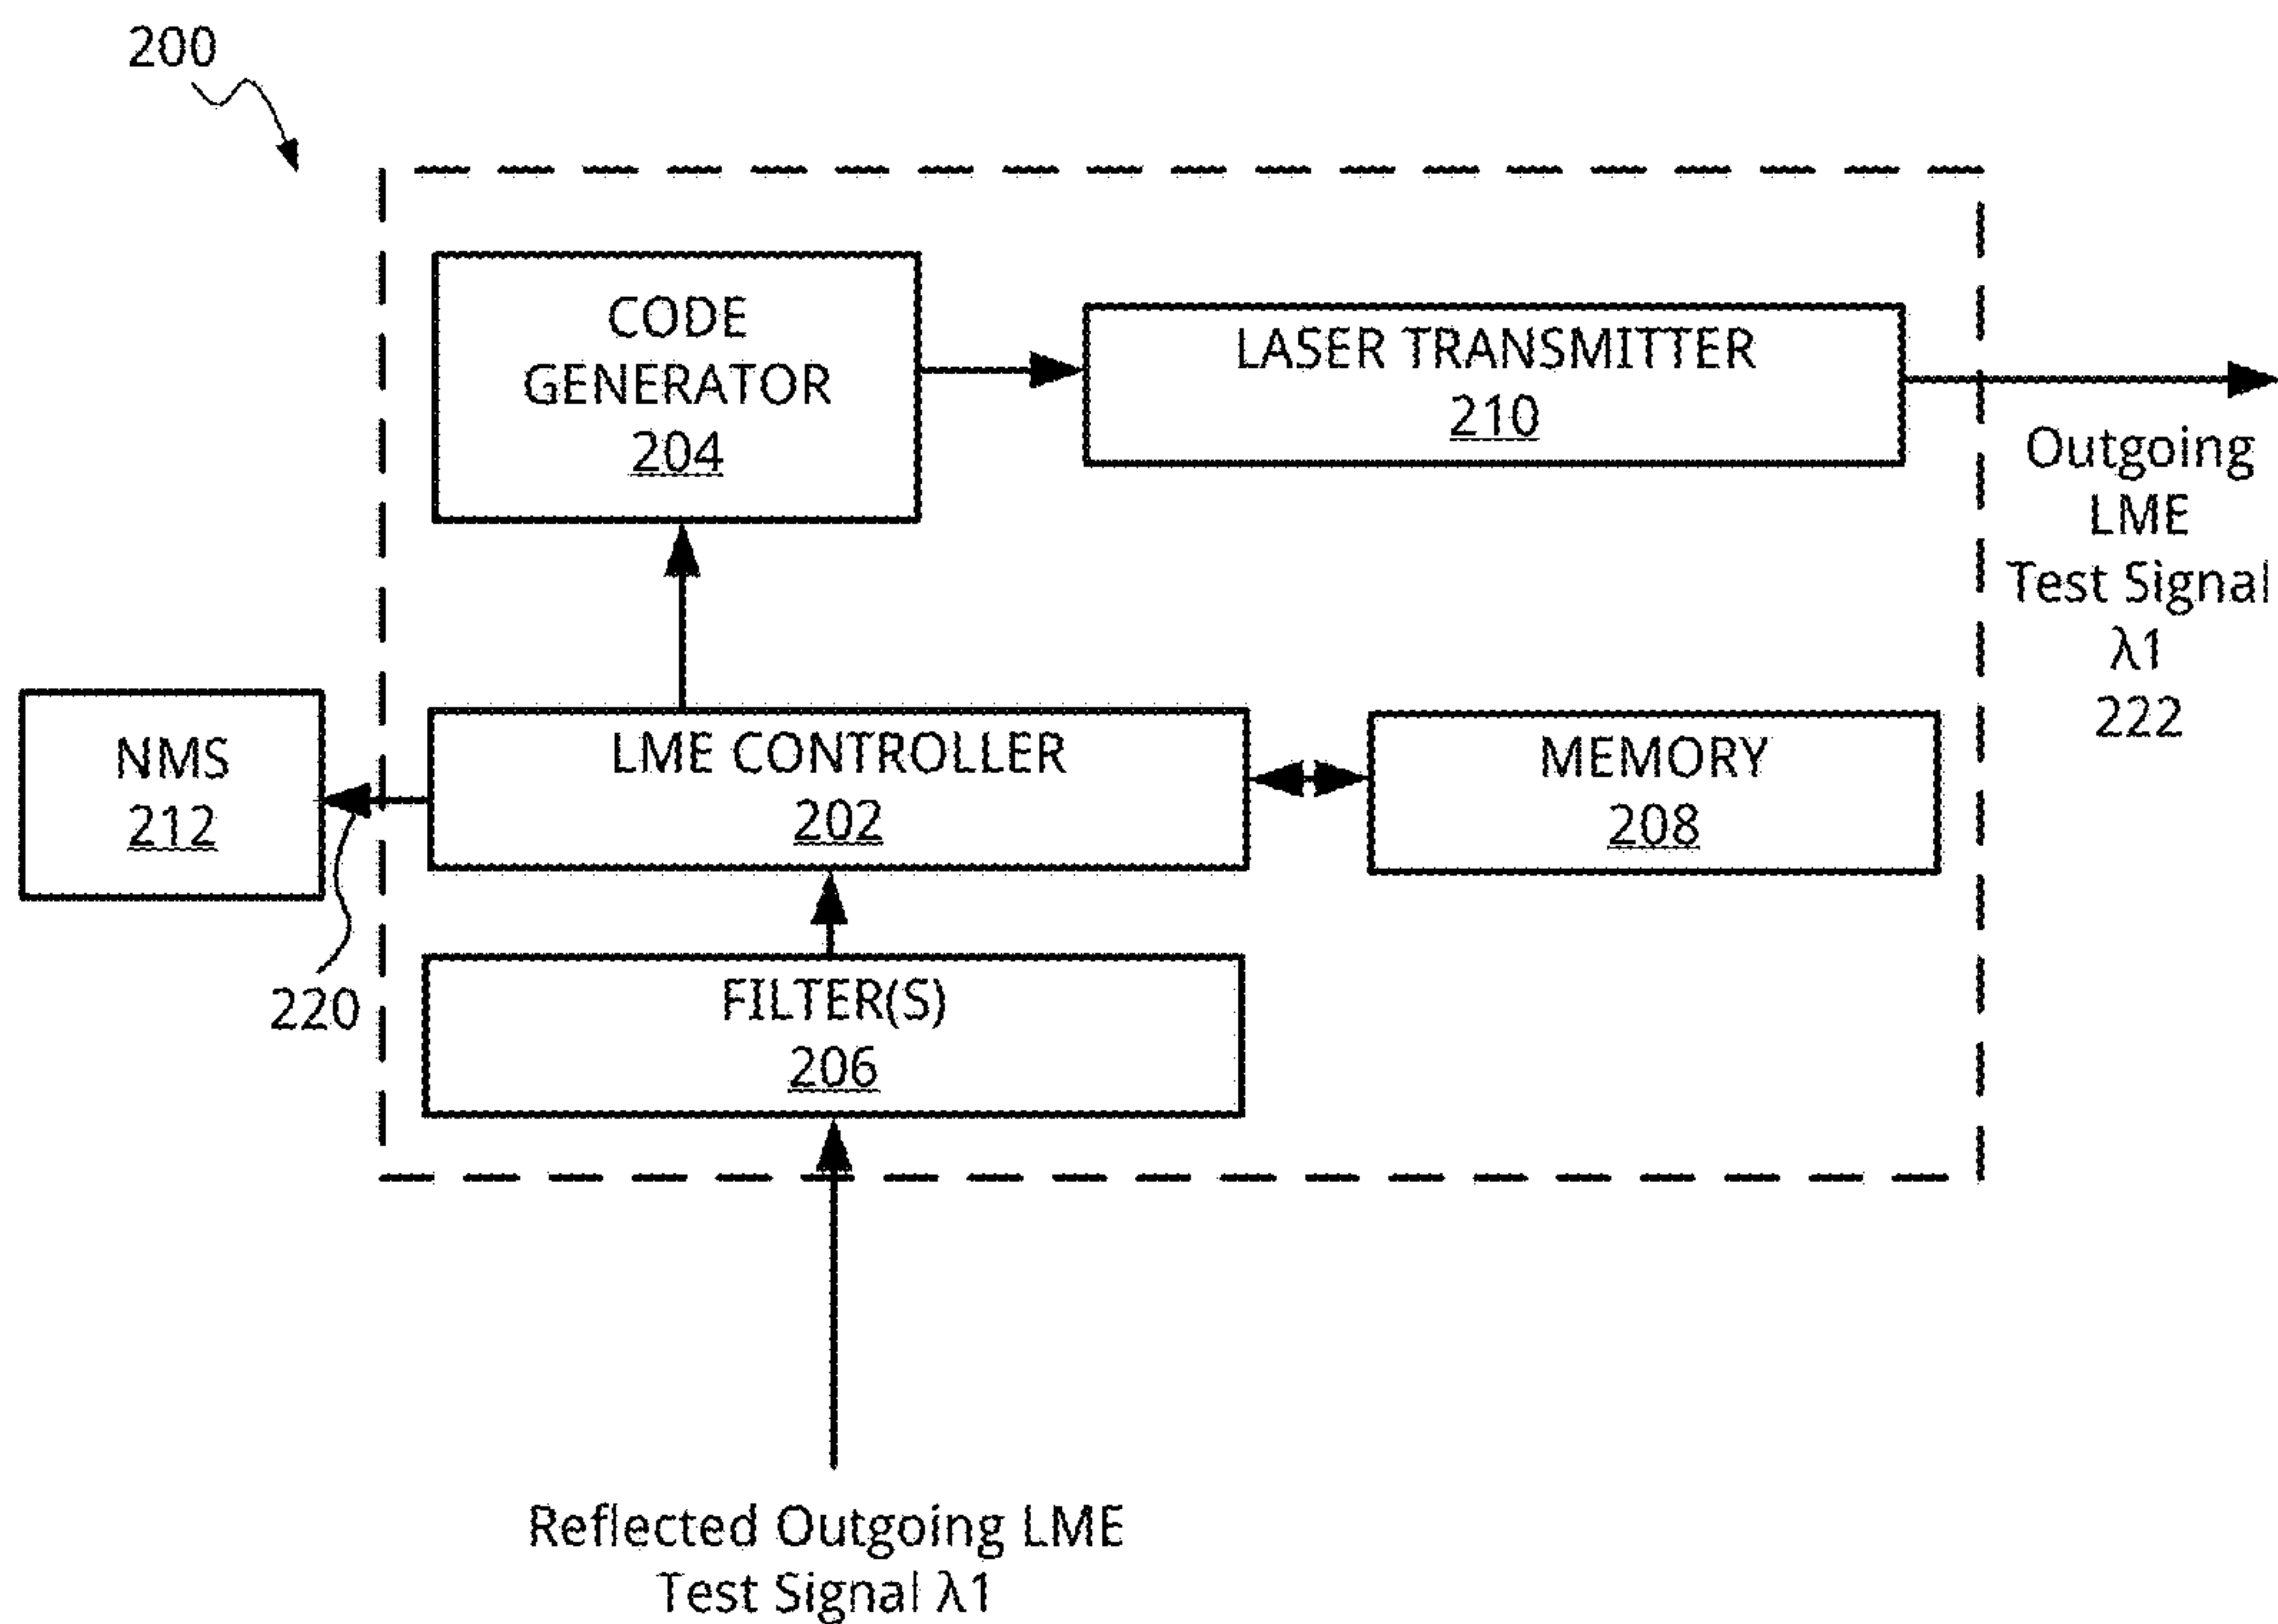 200
CODE
GENERATOR
204
LASER TRANSMITTER
210
Outgoing
LME
Test Signal
λ1
222
NMS
212
LME CONTROLLER
202
MEMORY
208
220
FILTER(S)
206
Reflected Outgoing LME
Test Signal λ1